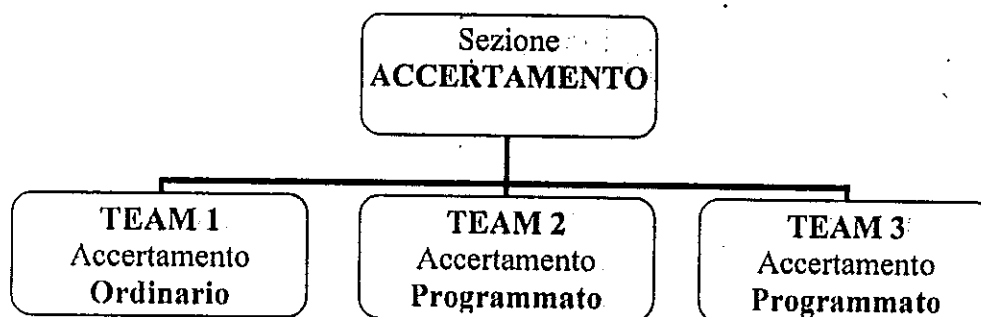 Sezione
ACCERTAMENTO
TEAM 1
Accertamento
Ordinario
TEAM 2
Accertamento
Programmato
TEAM 3
Accertamento
Programmato